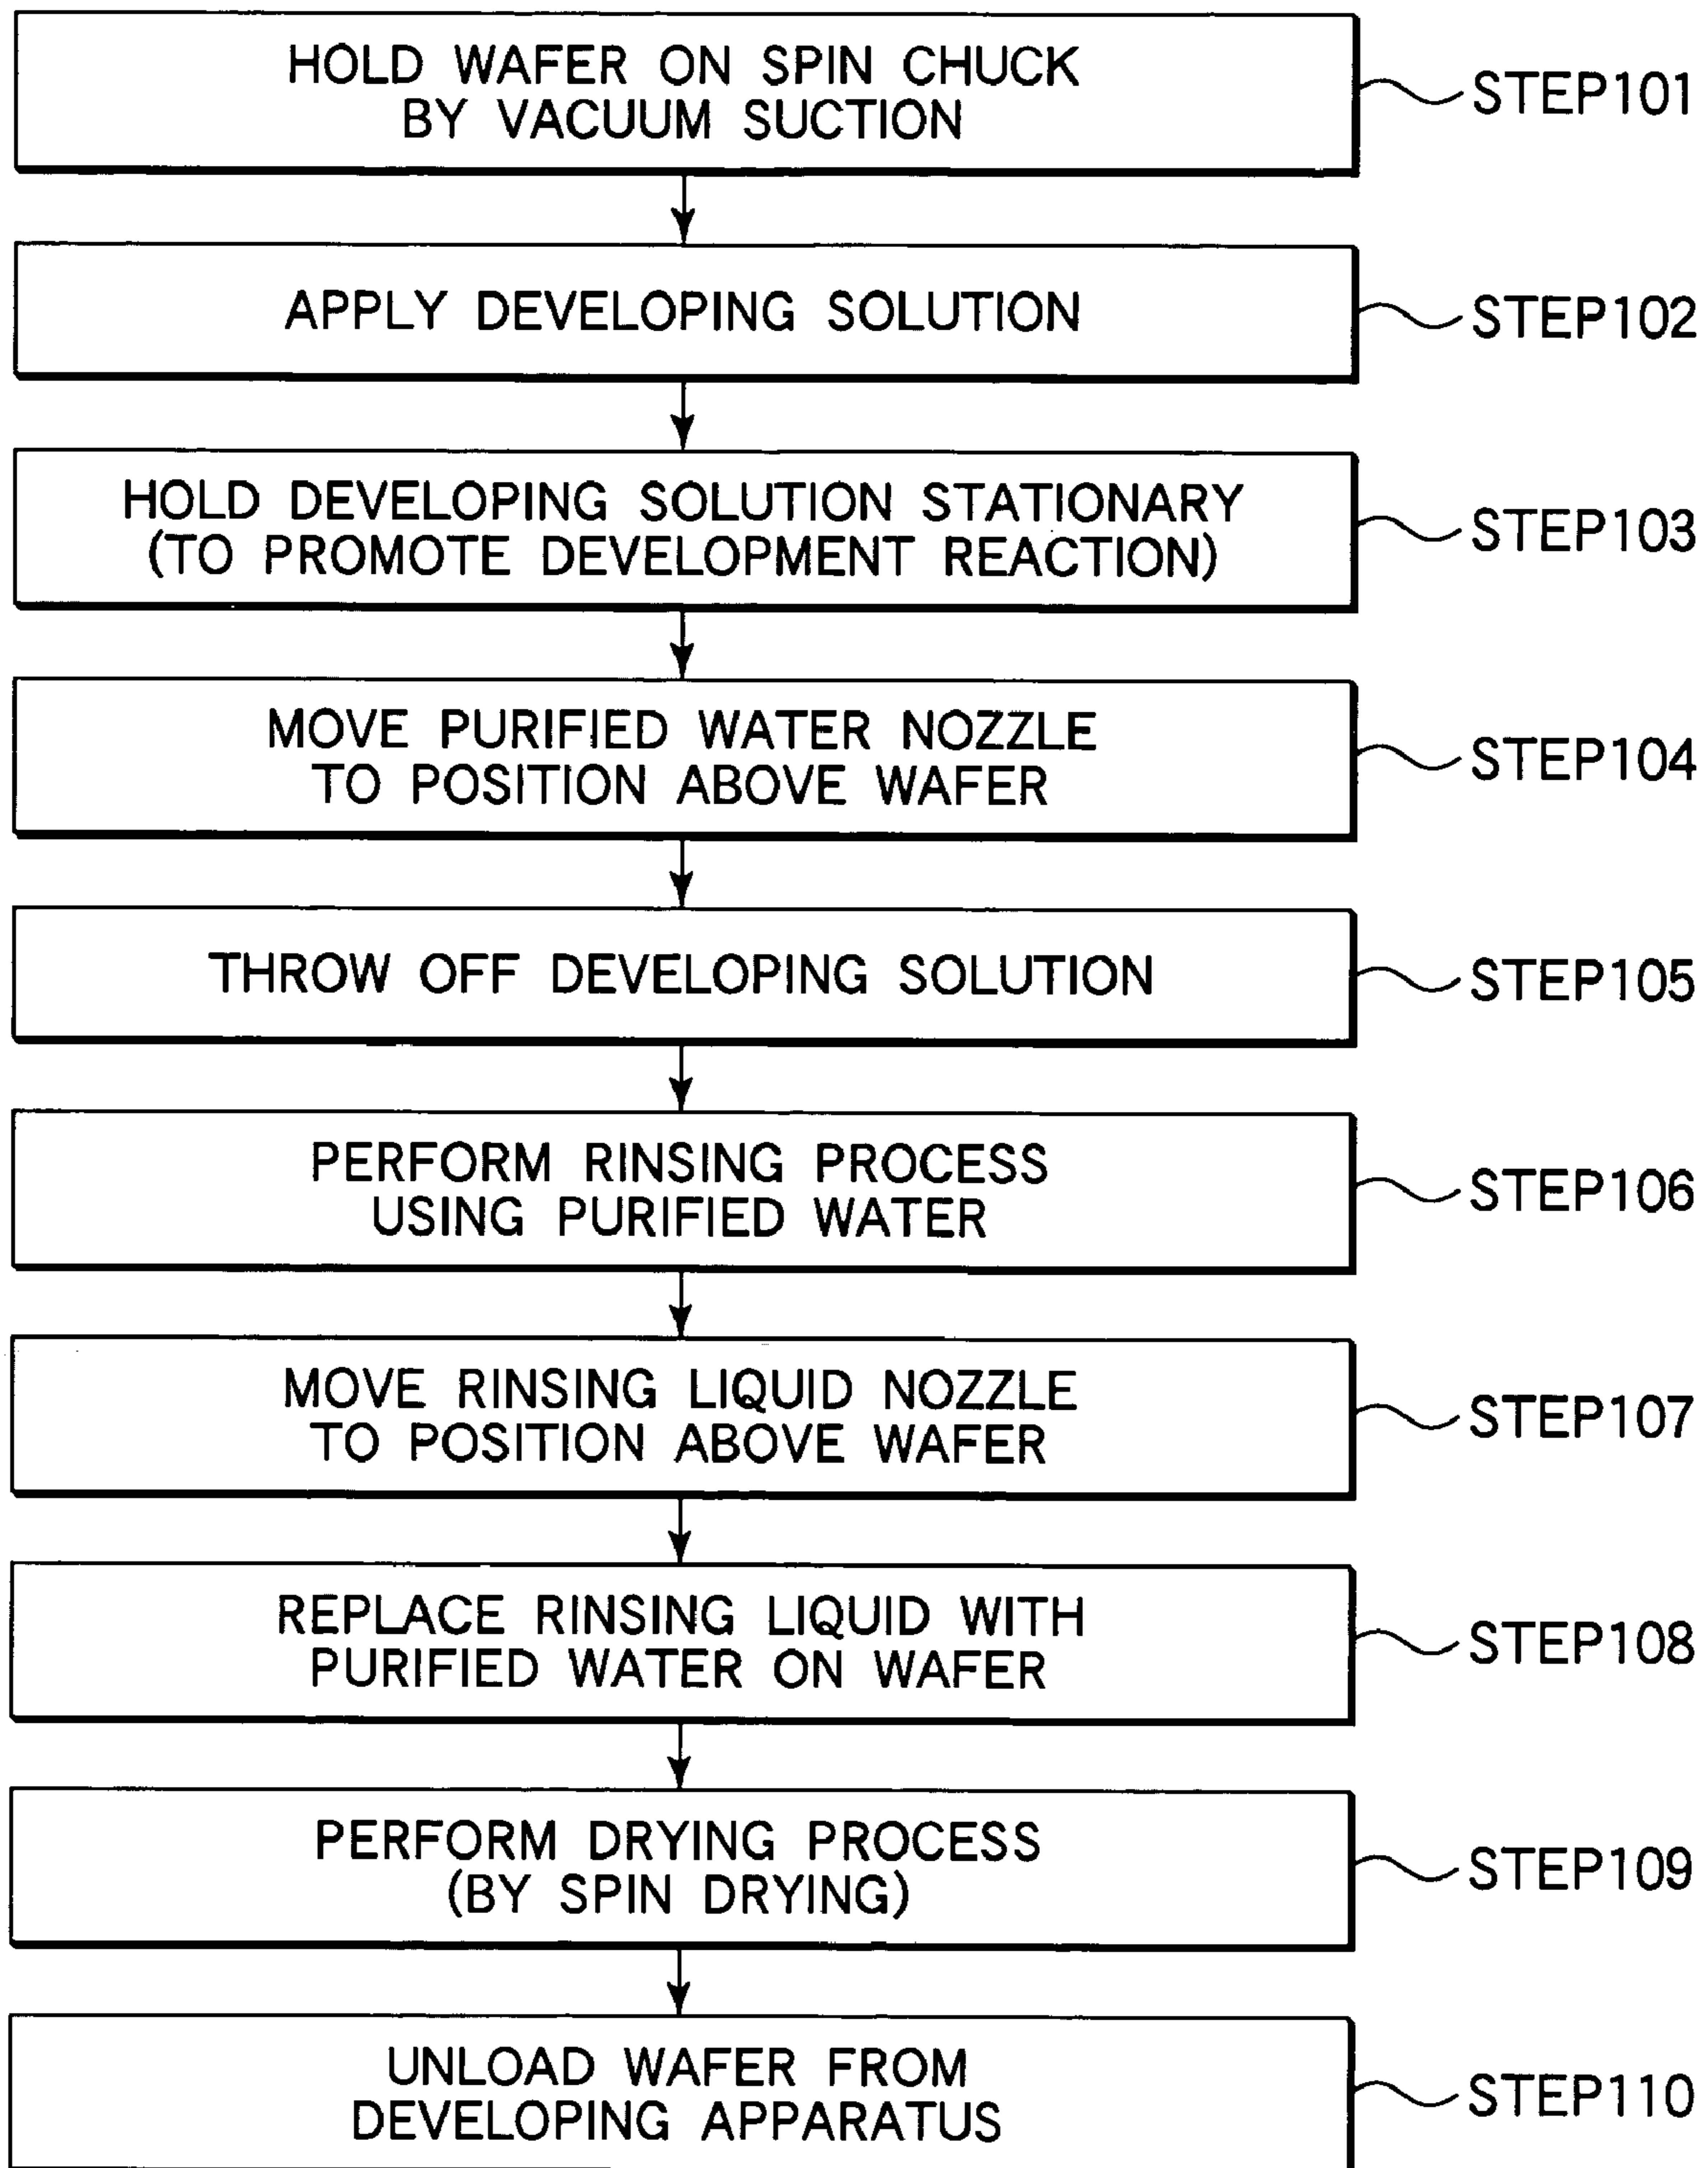 HOLD WAFER ON SPIN CHUCK
BY VACUUM SUCTION
STEP101
APPLY DEVELOPING SOLUTION
STEP102
HOLD DEVELOPING SOLUTION STATIONARY
(TO PROMOTE DEVELOPMENT REACTION)
STEP103
MOVE PURIFIED WATER NOZZLE
TO POSITION ABOVE WAFER
STEP104
THROW OFF DEVELOPING SOLUTION
STEP105
PERFORM RINSING PROCESS
USING PURIFIED WATER
STEP106
MOVE RINSING LIQUID NOZZLE
TO POSITION ABOVE WAFER
STEP107
REPLACE RINSING LIQUID WITH
PURIFIED WATER ON WAFER
STEP108
PERFORM DRYING PROCESS
(BY SPIN DRYING)
STEP109
UNLOAD WAFER FROM
DEVELOPING APPARATUS
STEP110